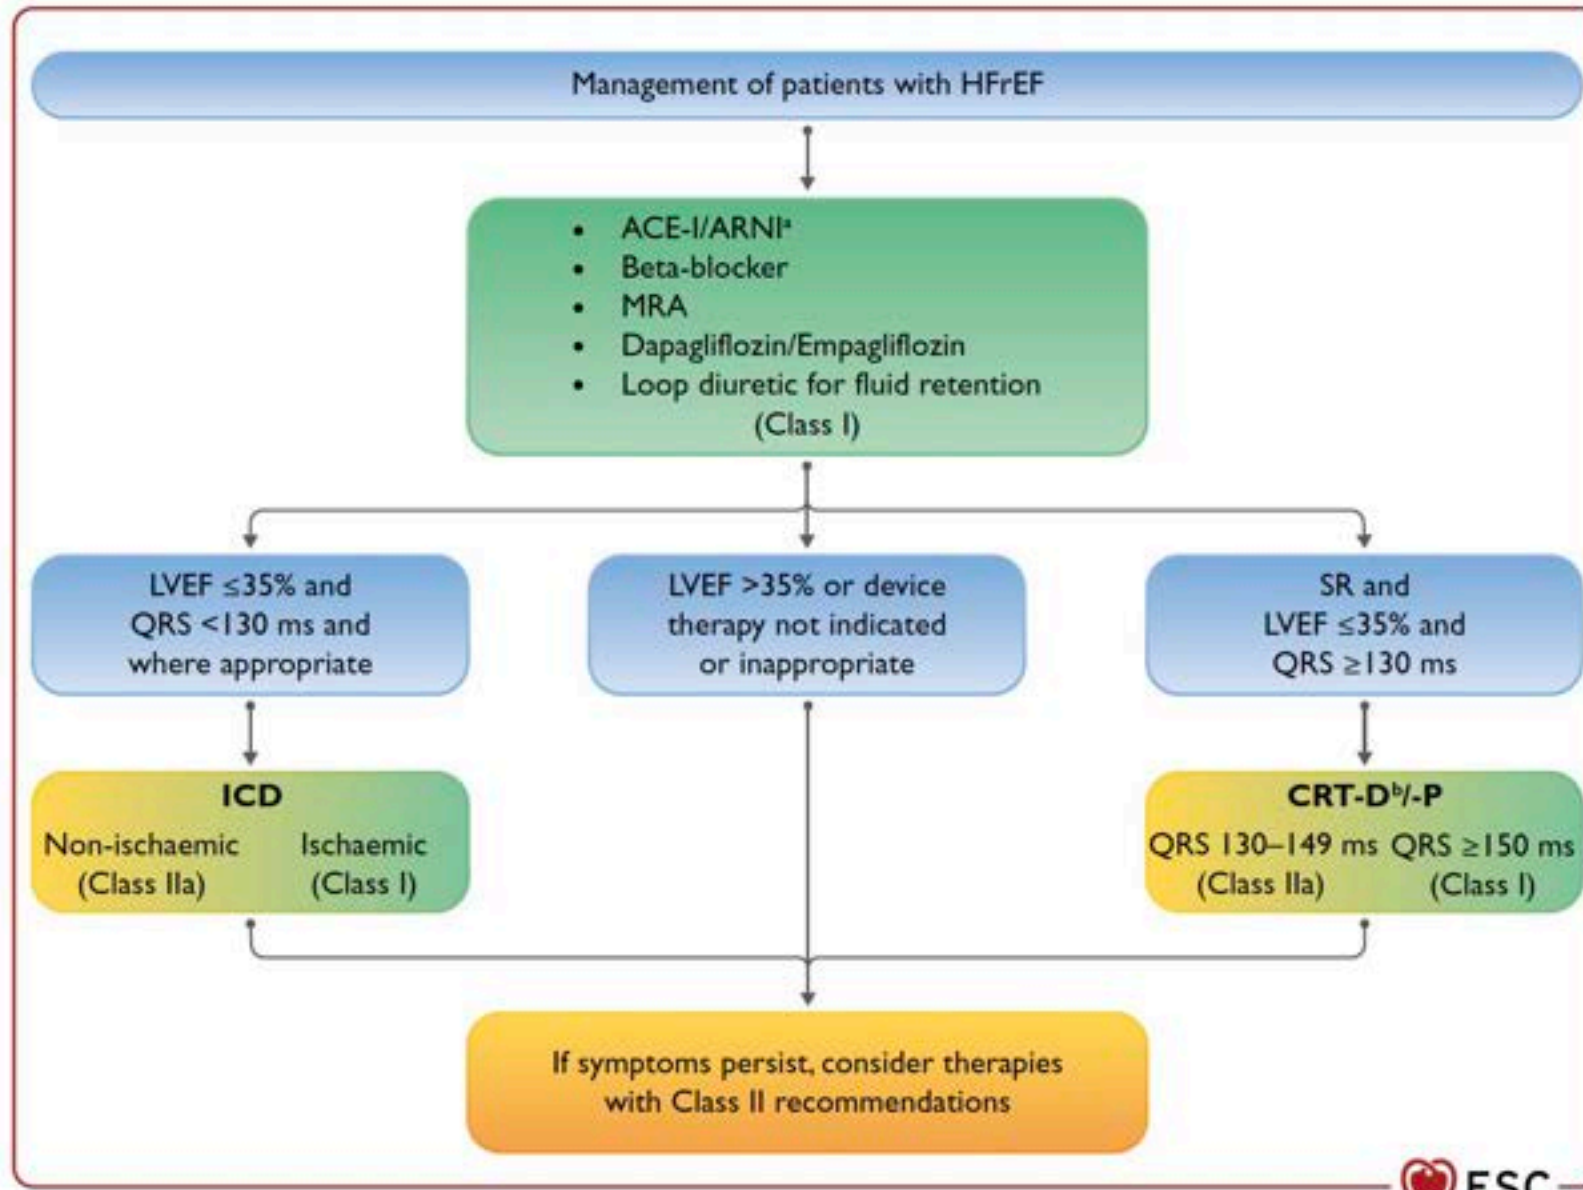 Management of patients with HFrEF
• ACE-I/ARNIᵃ
• Beta-blocker
• MRA
• Dapagliflozin/Empagliflozin
• Loop diuretic for fluid retention
(Class I)
LVEF ≤35% and
QRS <130 ms and
where appropriate
LVEF >35% or device
therapy not indicated
or inappropriate
SR and
LVEF ≤35% and
QRS ≥130 ms
ICD
Non-ischaemic
(Class IIa)
Ischaemic
(Class I)
CRT-Dᵇ/-P
QRS 130–149 ms
(Class IIa)
QRS ≥150 ms
(Class I)
If symptoms persist, consider therapies
with Class II recommendations
ESC